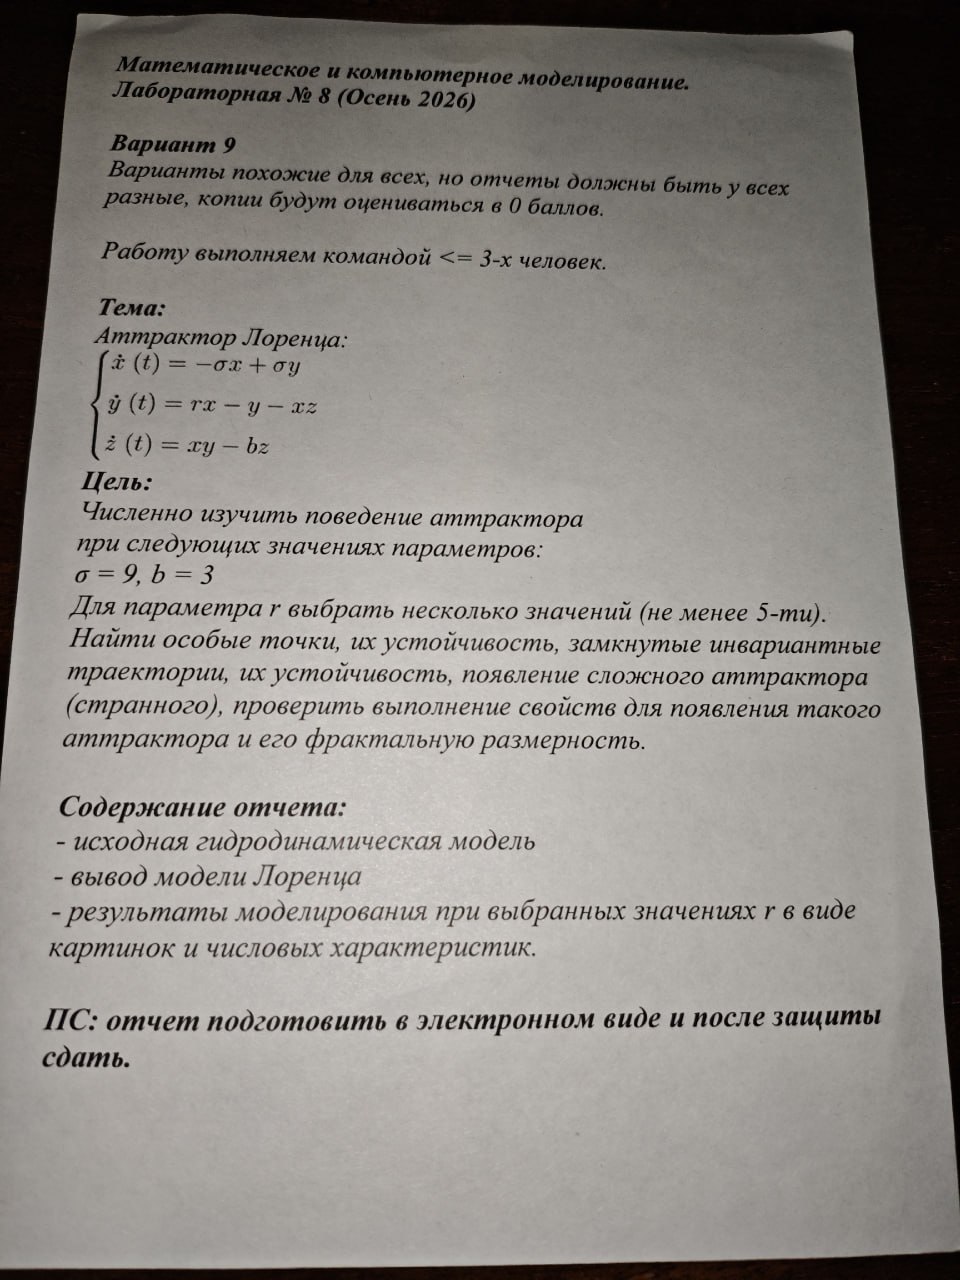 Математическое и компьютерное моделирование.
Лабораторная № 8 (Осень 2026)
Вариант 9
Варианты похожие для всех, но отчеты должны быть у всех
разные, копии будут оцениваться в 0 баллов.
Работу выполняем командой <= 3-х человек.
Тема:
Аттрактор Лоренца:
ẋ (t) = −σx + σy
ẏ (t) = rx − y − xz
ż (t) = xy − bz
Цель:
Численно изучить поведение аттрактора
при следующих значениях параметров:
σ = 9, b = 3
Для параметра r выбрать несколько значений (не менее 5-ти).
Найти особые точки, их устойчивость, замкнутые инвариантные
траектории, их устойчивость, появление сложного аттрактора
(странного), проверить выполнение свойств для появления такого
аттрактора и его фрактальную размерность.
Содержание отчета:
- исходная гидродинамическая модель
- вывод модели Лоренца
- результаты моделирования при выбранных значениях r в виде
картинок и числовых характеристик.
ПС: отчет подготовить в электронном виде и после защиты
сдать.